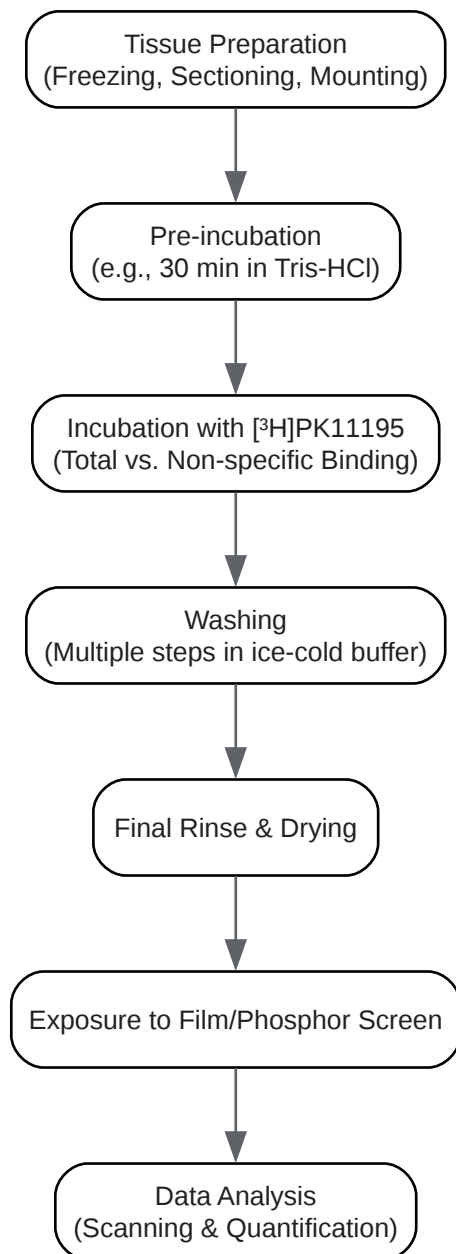 Tissue Preparation
(Freezing, Sectioning, Mounting)
Pre-incubation
(e.g., 30 min in Tris-HCl)
Incubation with [³H]PK11195
(Total vs. Non-specific Binding)
Washing
(Multiple steps in ice-cold buffer)
Final Rinse & Drying
Exposure to Film/Phosphor Screen
Data Analysis
(Scanning & Quantification)